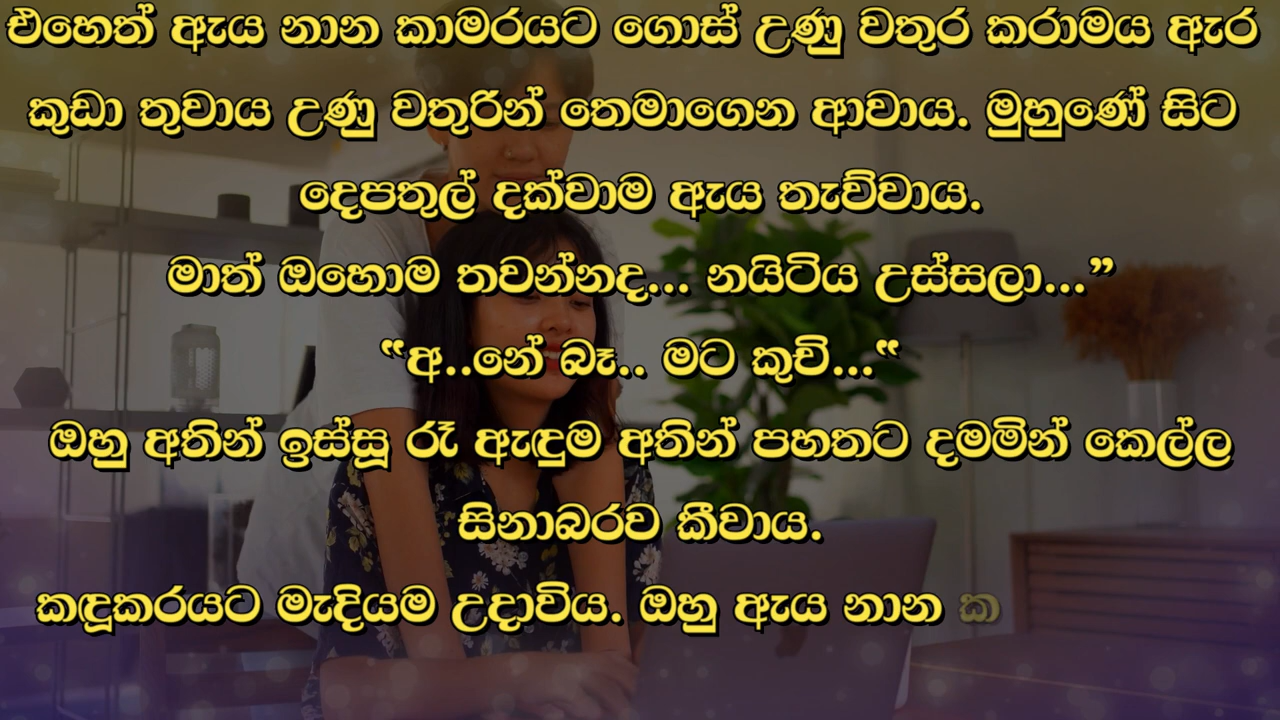 එහෙත් ඇය නාන කාමරයට ගොස් උණු වතුර කරාමය ඇර
කුඩා තුවාය උණු වතුරින් තෙමාගෙන ආවාය. මුහුණේ සිට
දෙපතුල් දක්වාම ඇය තැව්වාය.
මාත් ඔහොම තවන්නද... නයිටිය උස්සලා...”
“අ..නේ බෑ.. මට කුචි...“
ඔහු අතින් ඉස්සූ රෑ ඇඳුම අතින් පහතට දමමින් කෙල්ල
සිනාබරව කීවාය.
කඳුකරයට මැදියම උදාවිය. ඔහු ඇය නාන ක